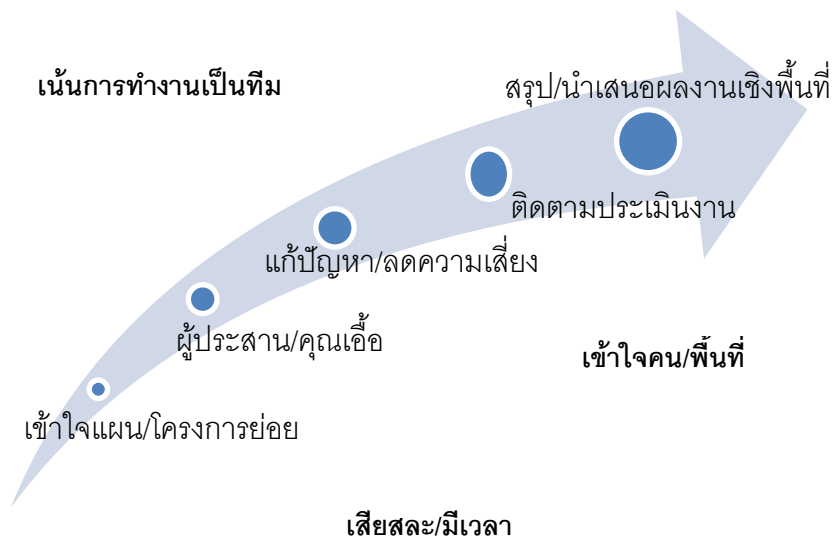 เน้นการทำงานเป็นทีม
สรุป/นำเสนอผลงานเชิงพื้นที่
ติดตามประเมินงาน
แก้ปัญหา/ลดความเสี่ยง
ผู้ประสาน/คุณเอื้อ
เข้าใจคน/พื้นที่
เข้าใจแผน/โครงการย่อย
เสียสละ/มีเวลา